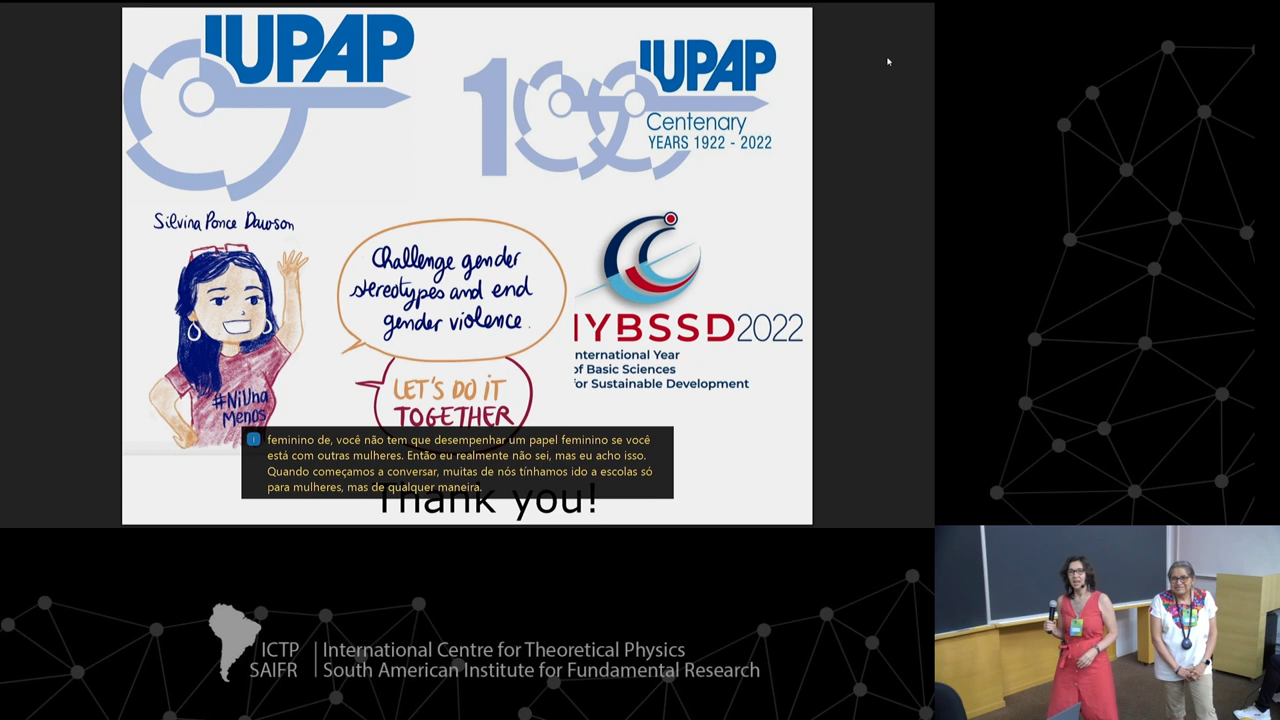 IUPAP
100
IUPAP
Centenary
YEARS 1922 - 2022
Silvina Ponce Dawson
Challenge gender
stereotypes and end
gender violence.
LET'S DO IT
TOGETHER
#NiUna
Menos
IYBSSD2022
nternational Year
of Basic Sciences
for Sustainable Development
feminino de, você não tem que desempenhar um papel feminino se você
está com outras mulheres. Então eu realmente não sei, mas eu acho isso.
Quando começamos a conversar, muitas de nós tínhamos ido a escolas só
para mulheres, mas de qualquer maneira.
Thank you!
ICTP
SAIFR
International Centre for Theoretical Physics
South American Institute for Fundamental Research